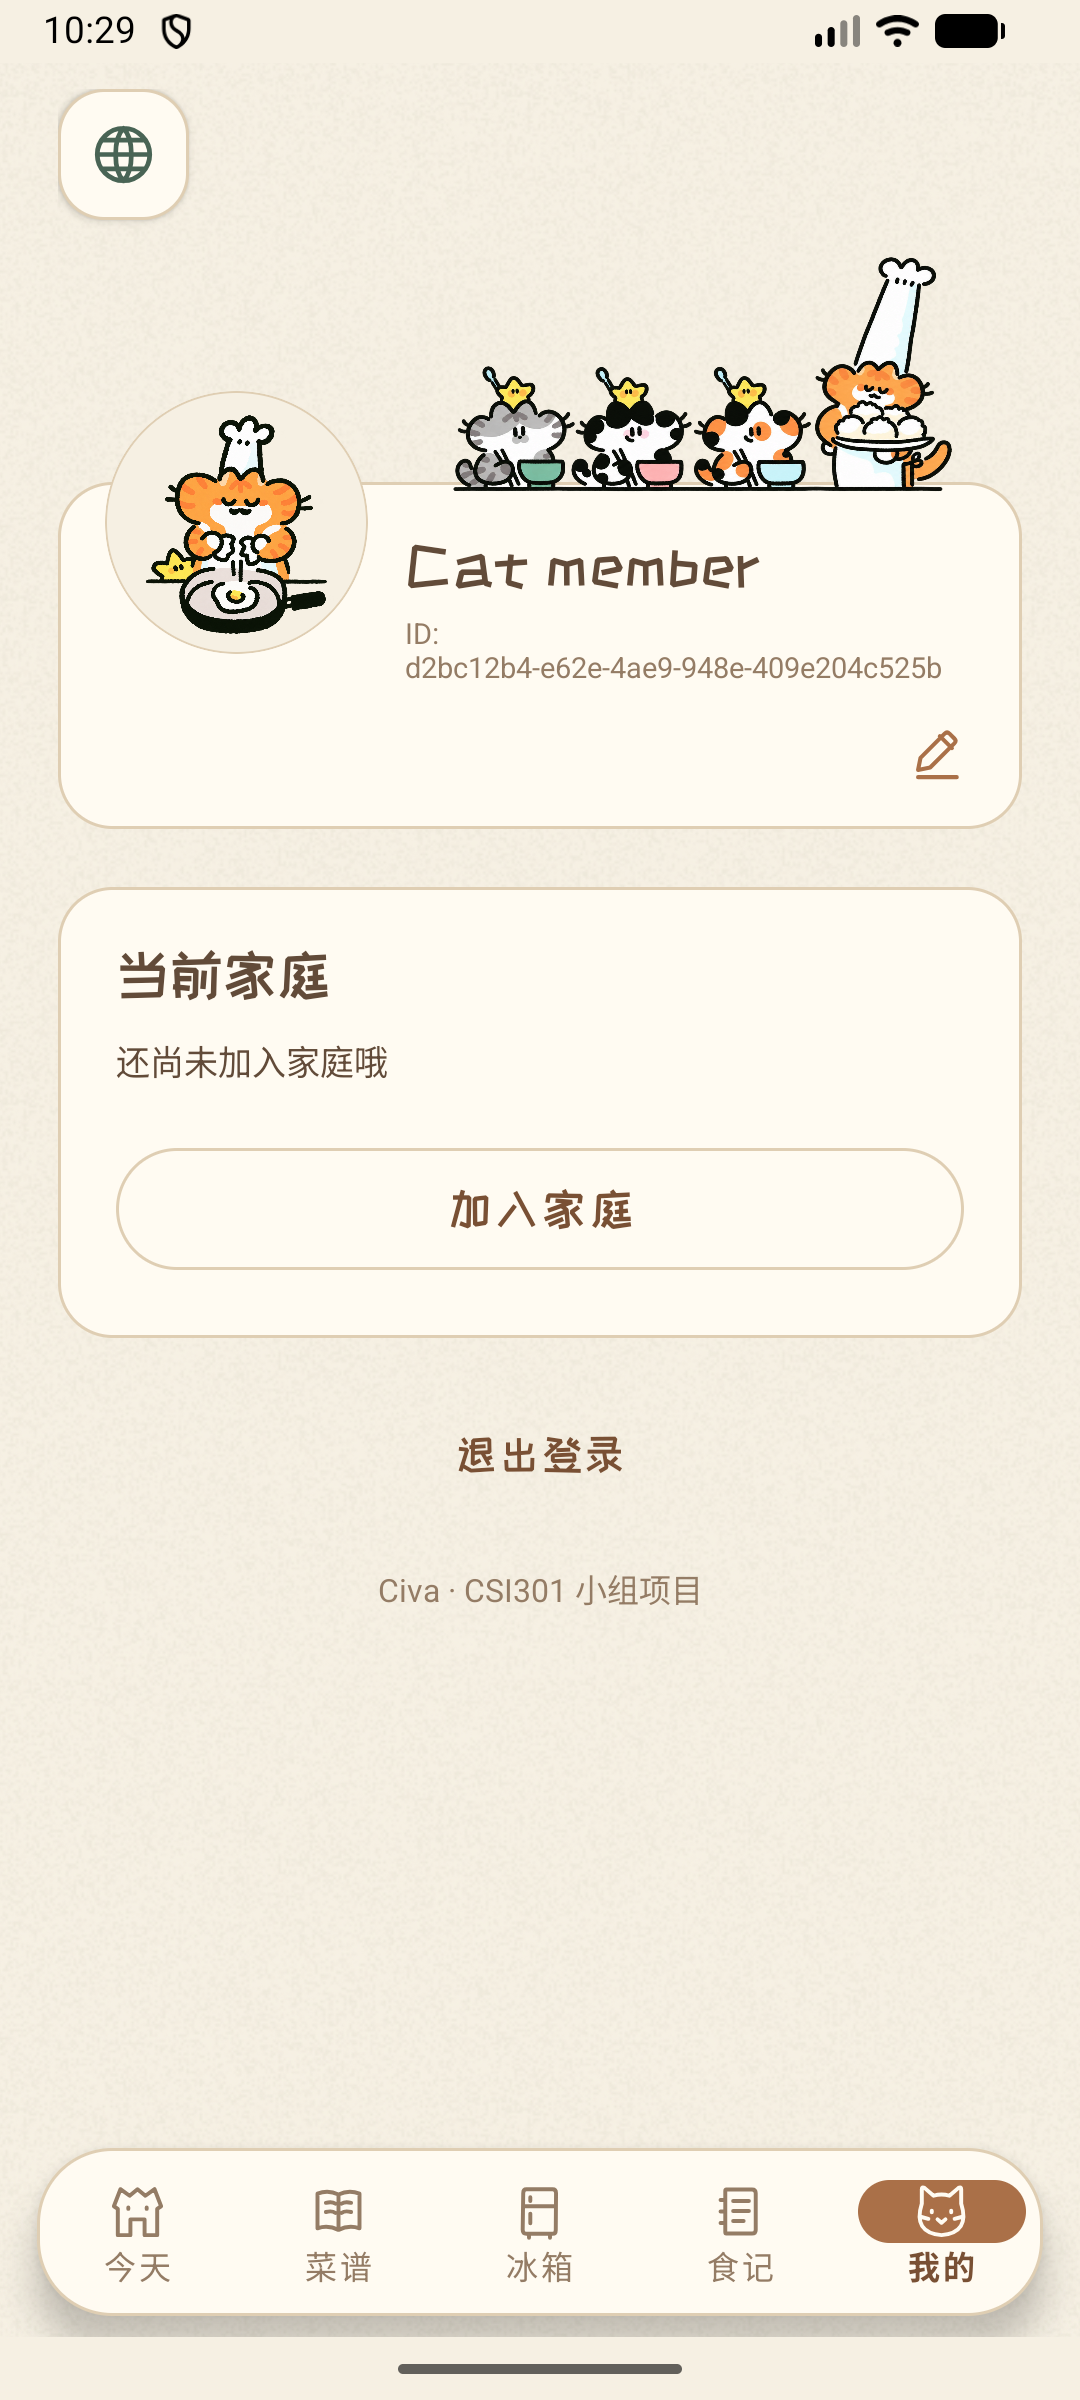 10:29
Cat member
ID:
d2bc12b4-e62e-4ae9-948e-409e204c525b
当前家庭
还尚未加入家庭哦
加入家庭
退出登录
Civa · CSI301 小组项目
今天
菜谱
冰箱
食记
我的